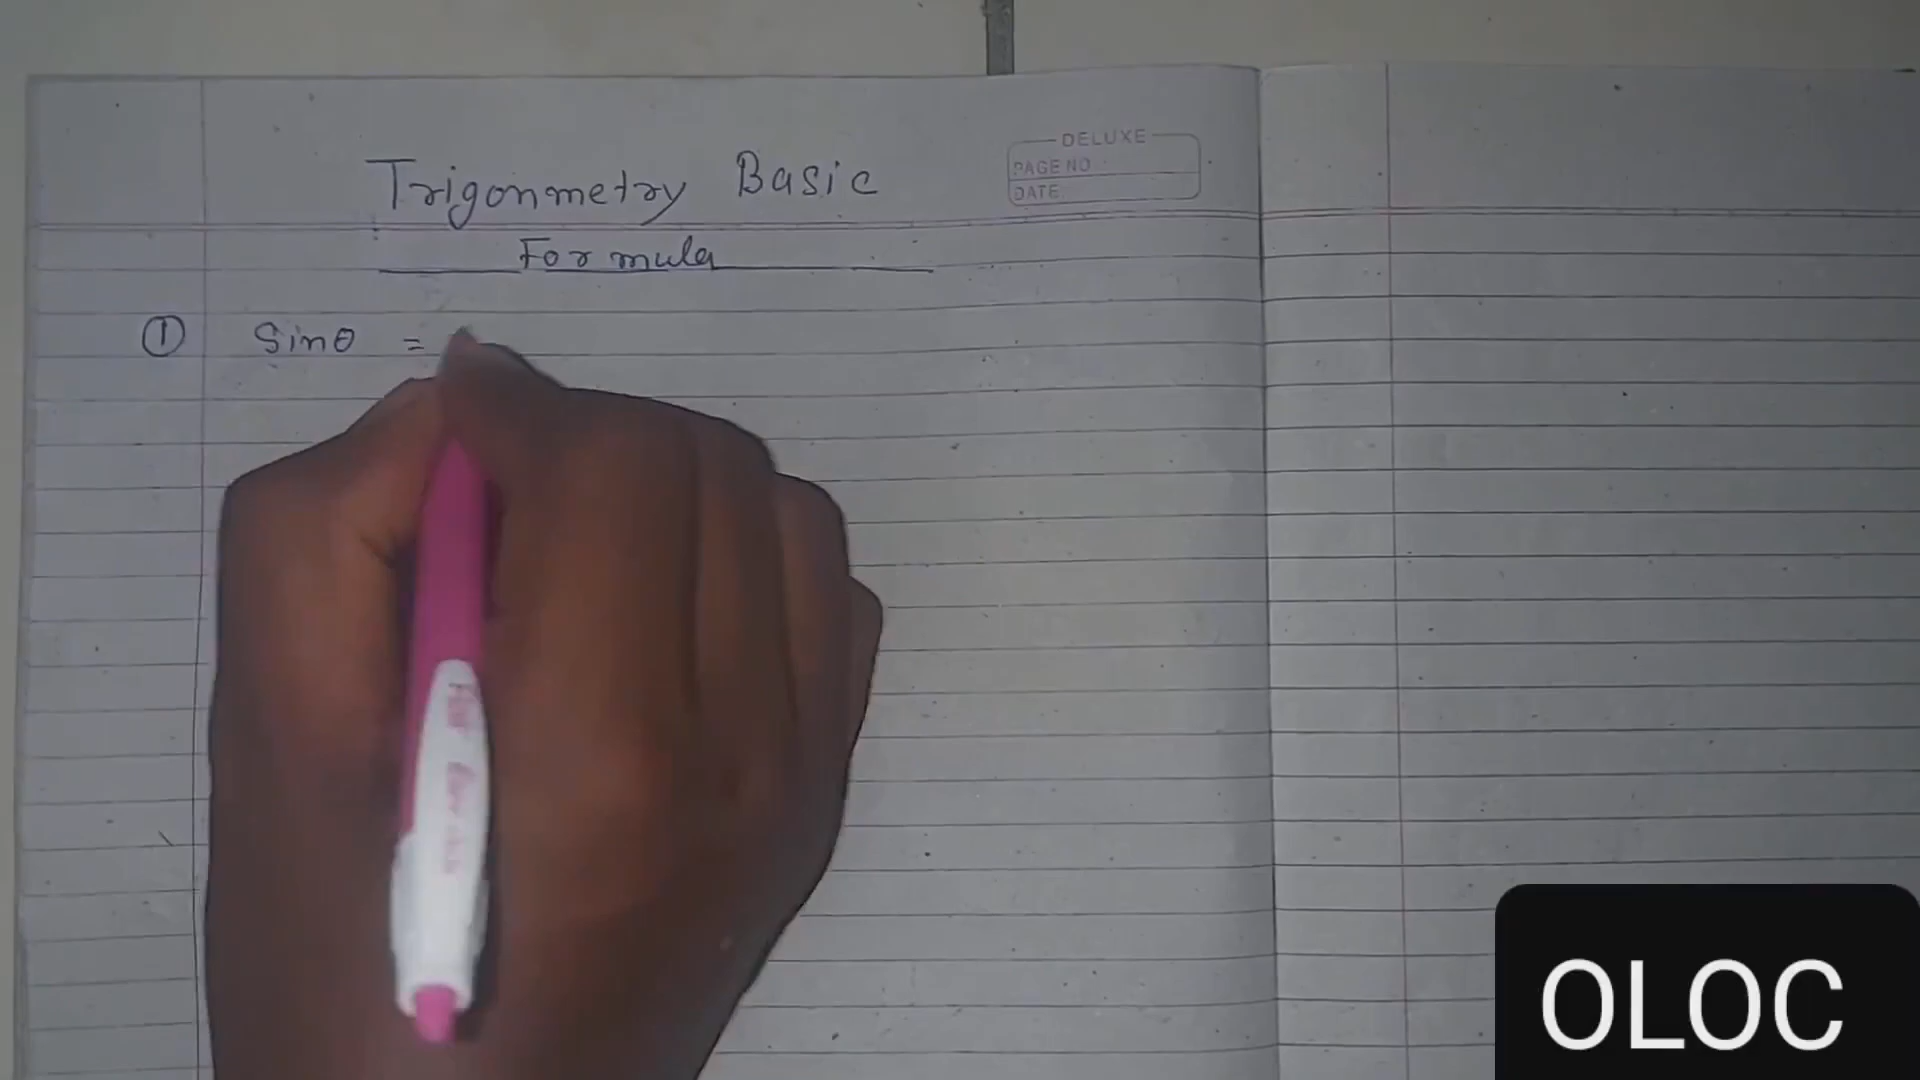 Trigonmetry Basic
Formula
DELUXE
PAGE NO
DATE
① Sinθ =
OLOC